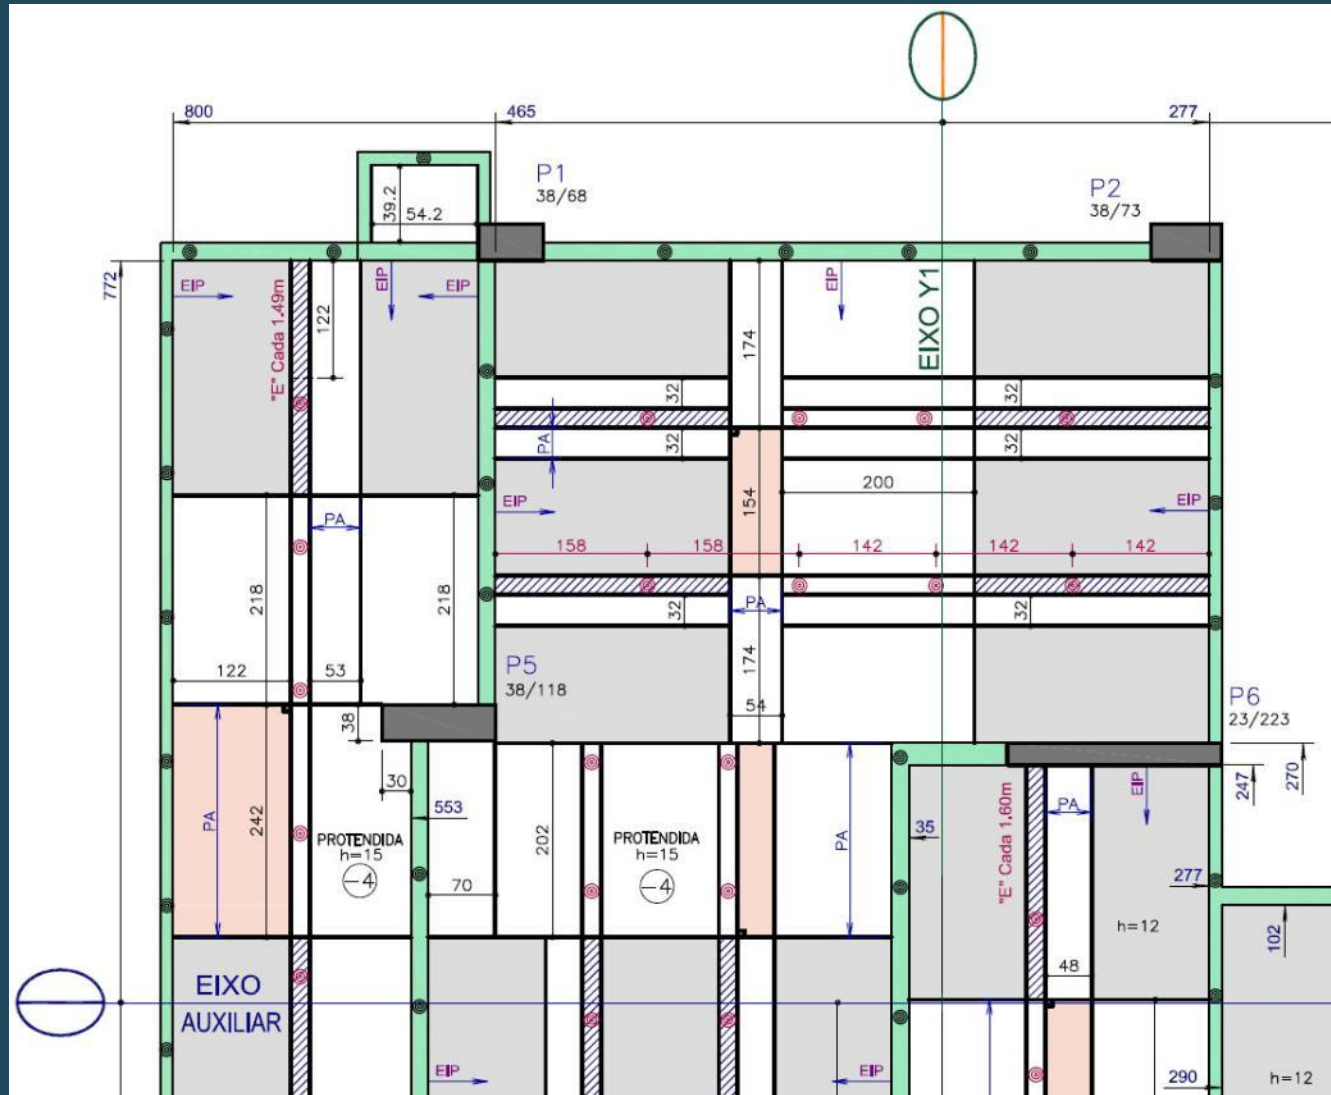 800
465
277
P1
38/68
P2
38/73
39.2
54.2
772
EIP
"E" Cada 1.49m
122
EIP
EIP
174
EIP
EIXO Y1
32
32
PA
32
32
200
154
EIP
EIP
PA
158
158
142
142
142
218
218
32
PA
32
122
53
P5
38/118
174
54
P6
23/223
38
30
553
PA
242
PROTENDIDA
h=15
-4
202
PROTENDIDA
h=15
-4
PA
35
70
"E" Cada 1.60m
PA
EIP
247
270
277
h=12
102
48
EIXO
AUXILIAR
EIP
EIP
290
h=12